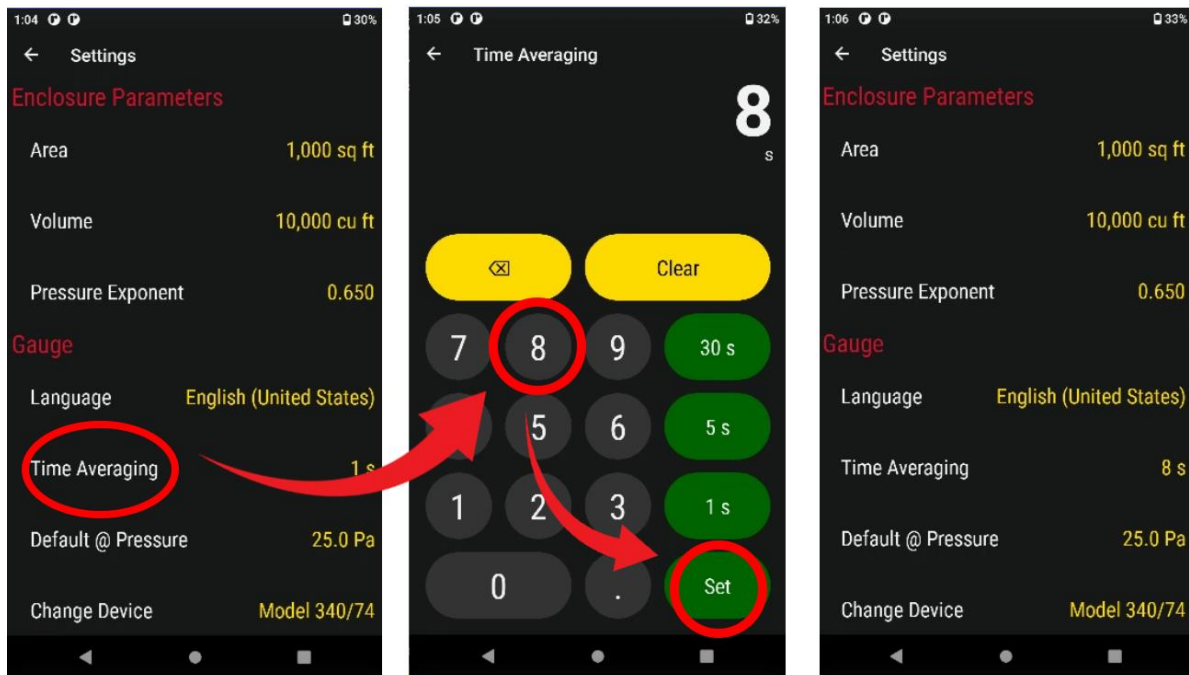 1:04 30%
Settings
Enclosure Parameters
Area 1,000 sq ft
Volume 10,000 cu ft
Pressure Exponent 0.650
Gauge
Language English (United States)
Time Averaging 1 s
Default @ Pressure 25.0 Pa
Change Device Model 340/74
1:05 32%
Time Averaging
8
s
Clear
7 8 9 30 s
5 6 5 s
1 2 3 1 s
0 . Set
1:06 33%
Settings
Enclosure Parameters
Area 1,000 sq ft
Volume 10,000 cu ft
Pressure Exponent 0.650
Gauge
Language English (United States)
Time Averaging 8 s
Default @ Pressure 25.0 Pa
Change Device Model 340/74